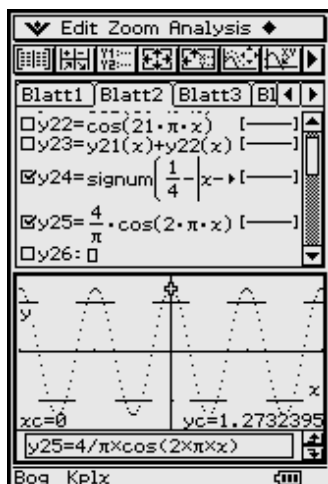 Edit Zoom Analysis
Blatt1 Blatt2 Blatt3 Bl
y22=cos(21·π·x) [—]
y23=y21(x)+y22(x) [—]
y24=signum(1/4-|x- [—]
y25=4/π·cos(2·π·x) [—]
y26:
y
x
xc=0 yc=1.2732395
y25=4/π×cos(2×π×x)
Bog Kplx